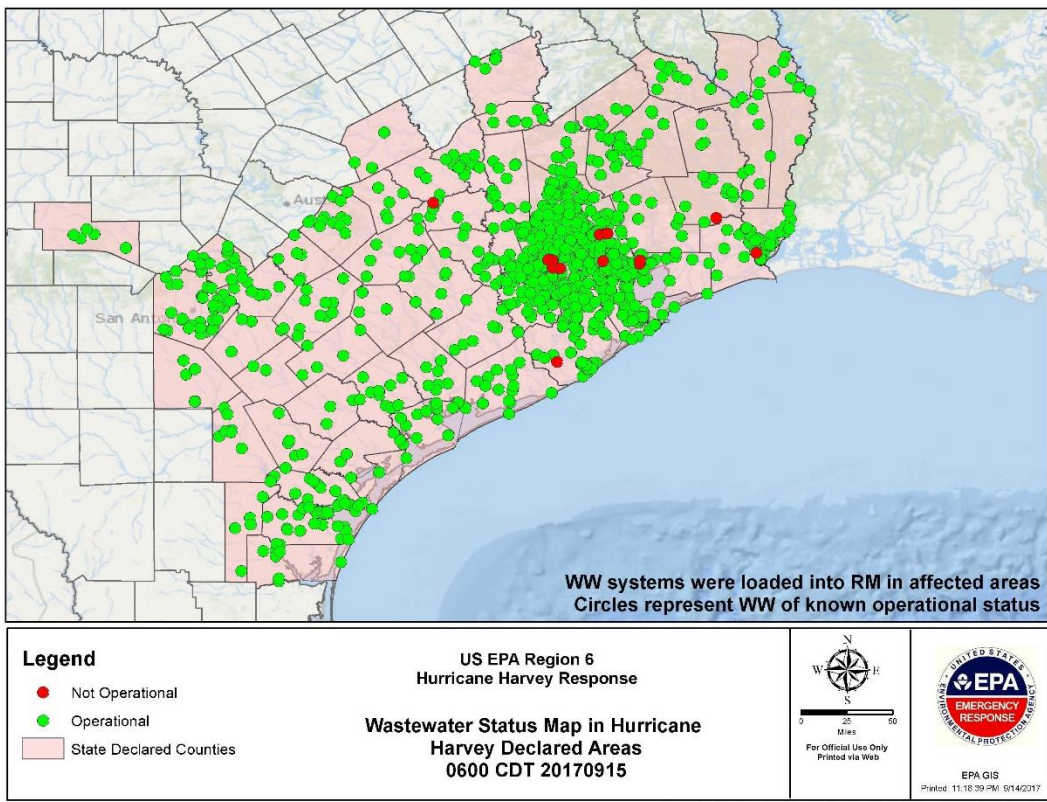 Aust
San Anton
WW systems were loaded into RM in affected areas
Circles represent WW of known operational status
Legend
Not Operational
Operational
State Declared Counties
US EPA Region 6
Hurricane Harvey Response
Wastewater Status Map in Hurricane
Harvey Declared Areas
0600 CDT 20170915
N
W E
S
0 25 50
Miles
For Official Use Only
Printed via Web
UNITED STATES
ENVIRONMENTAL PROTECTION AGENCY
EPA
EMERGENCY
RESPONSE
EPA GIS
Printed: 11:18:39 PM 9/14/2017